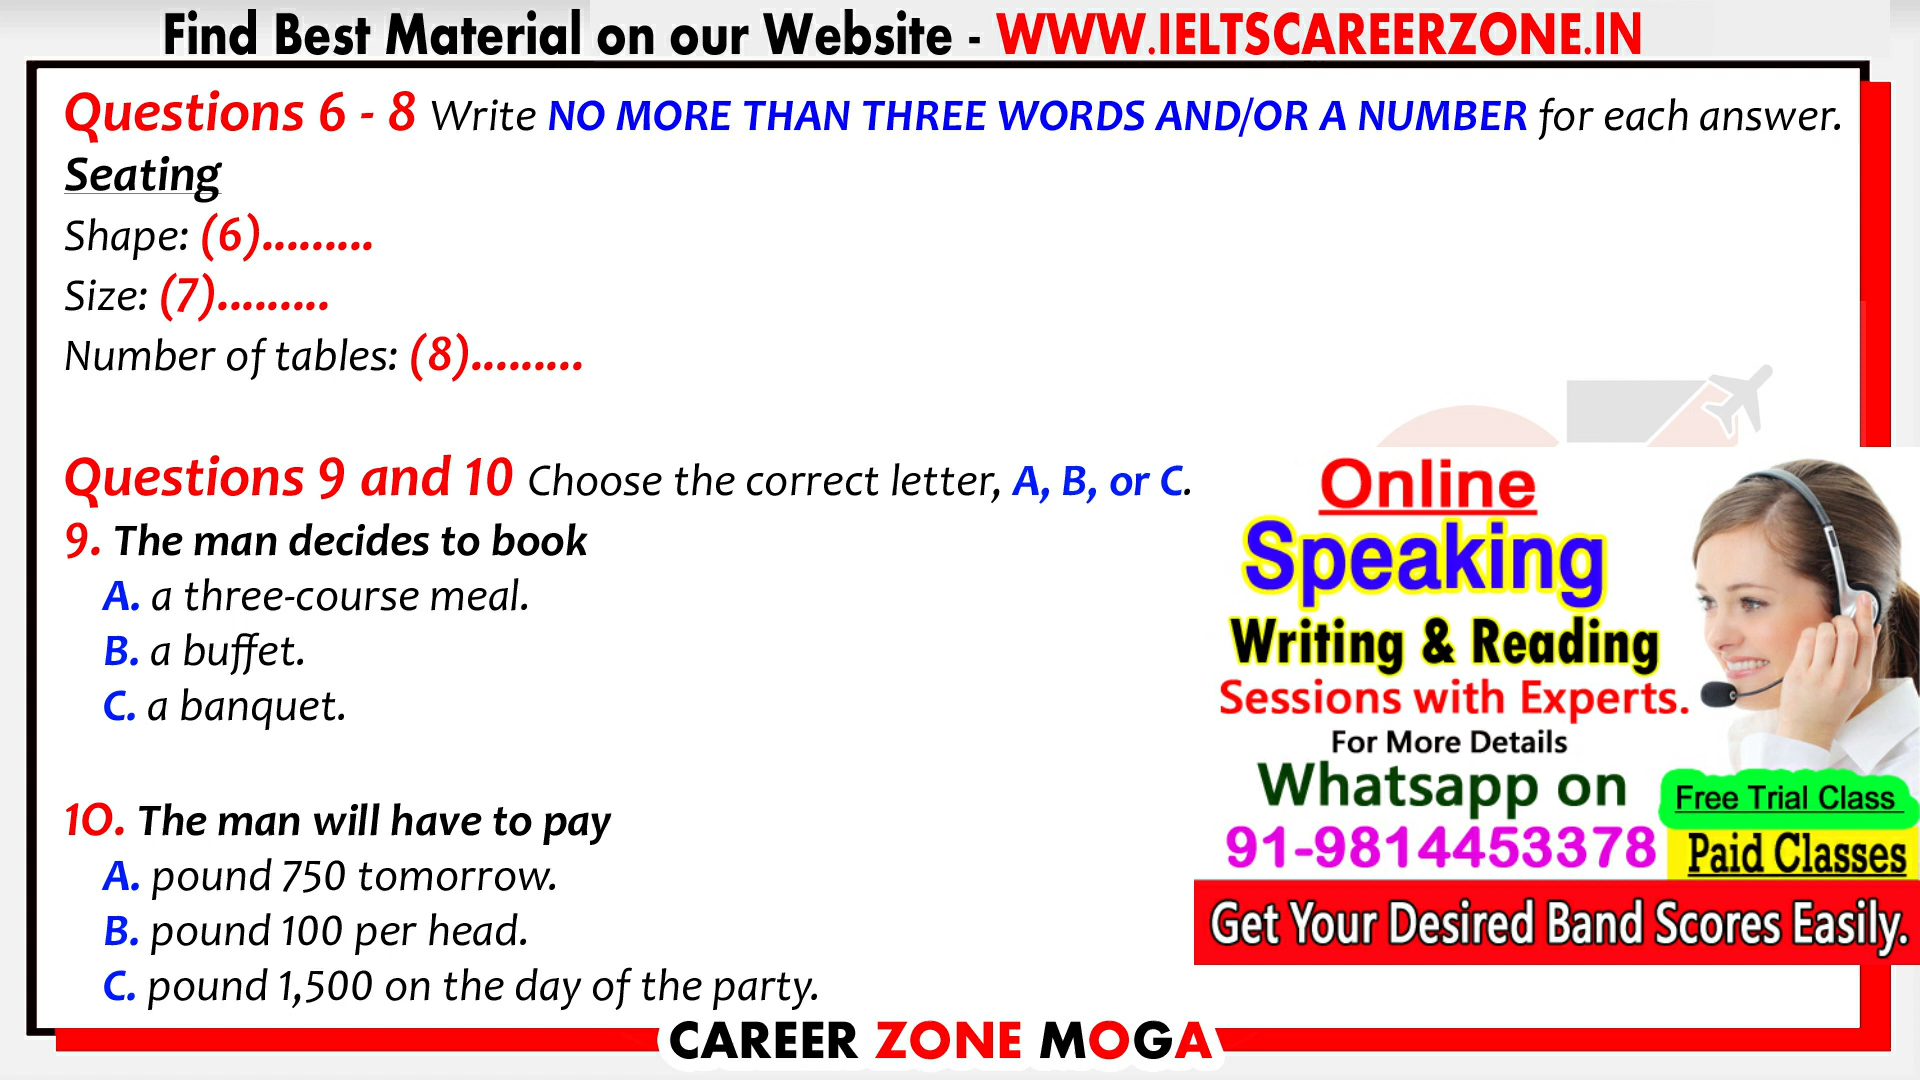 Find Best Material on our Website - WWW.IELTSCAREERZONE.IN
Questions 6 - 8 Write NO MORE THAN THREE WORDS AND/OR A NUMBER for each answer.
Seating
Shape: (6).........
Size: (7).........
Number of tables: (8).........
Questions 9 and 10 Choose the correct letter, A, B, or C.
9. The man decides to book
A. a three-course meal.
B. a buffet.
C. a banquet.
10. The man will have to pay
A. pound 750 tomorrow.
B. pound 100 per head.
C. pound 1,500 on the day of the party.
Online
Speaking
Writing & Reading
Sessions with Experts.
For More Details
Whatsapp on
91-9814453378
Free Trial Class
Paid Classes
Get Your Desired Band Scores Easily.
CAREER ZONE MOGA